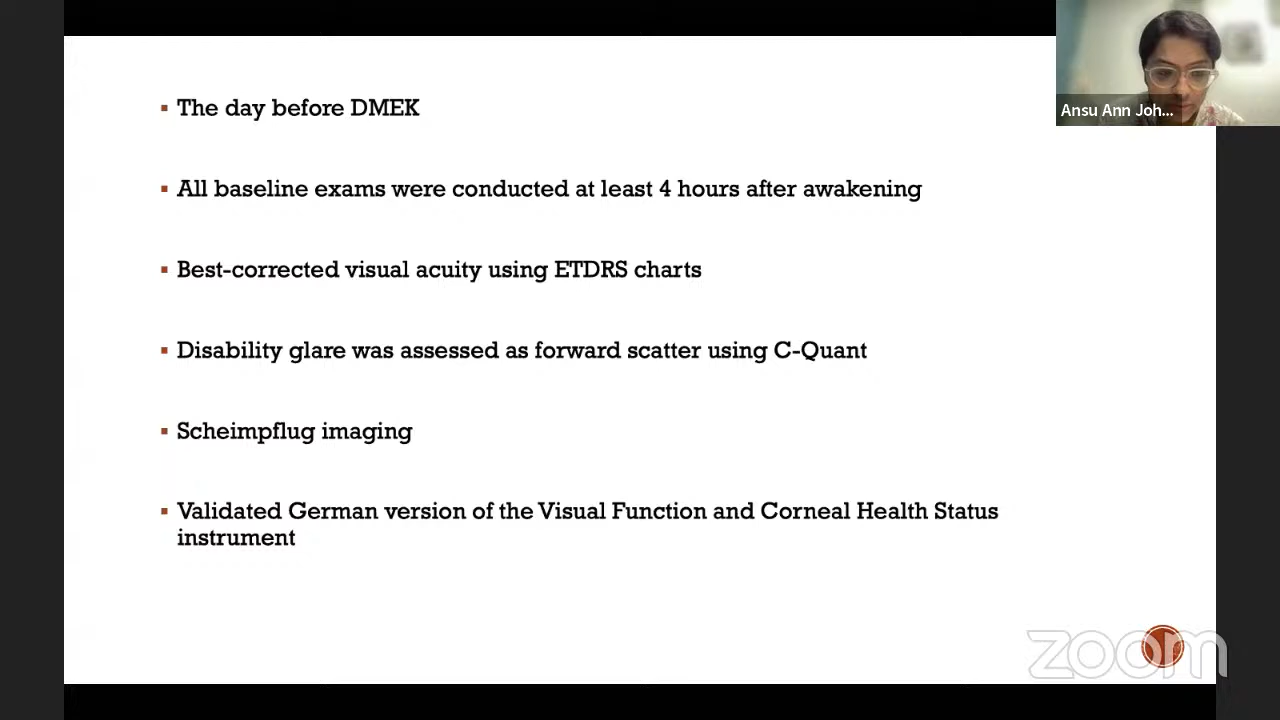 The day before DMEK
All baseline exams were conducted at least 4 hours after awakening
Best-corrected visual acuity using ETDRS charts
Disability glare was assessed as forward scatter using C-Quant
Scheimpflug imaging
Validated German version of the Visual Function and Corneal Health Status
instrument
Ansu Ann Joh...
zoom